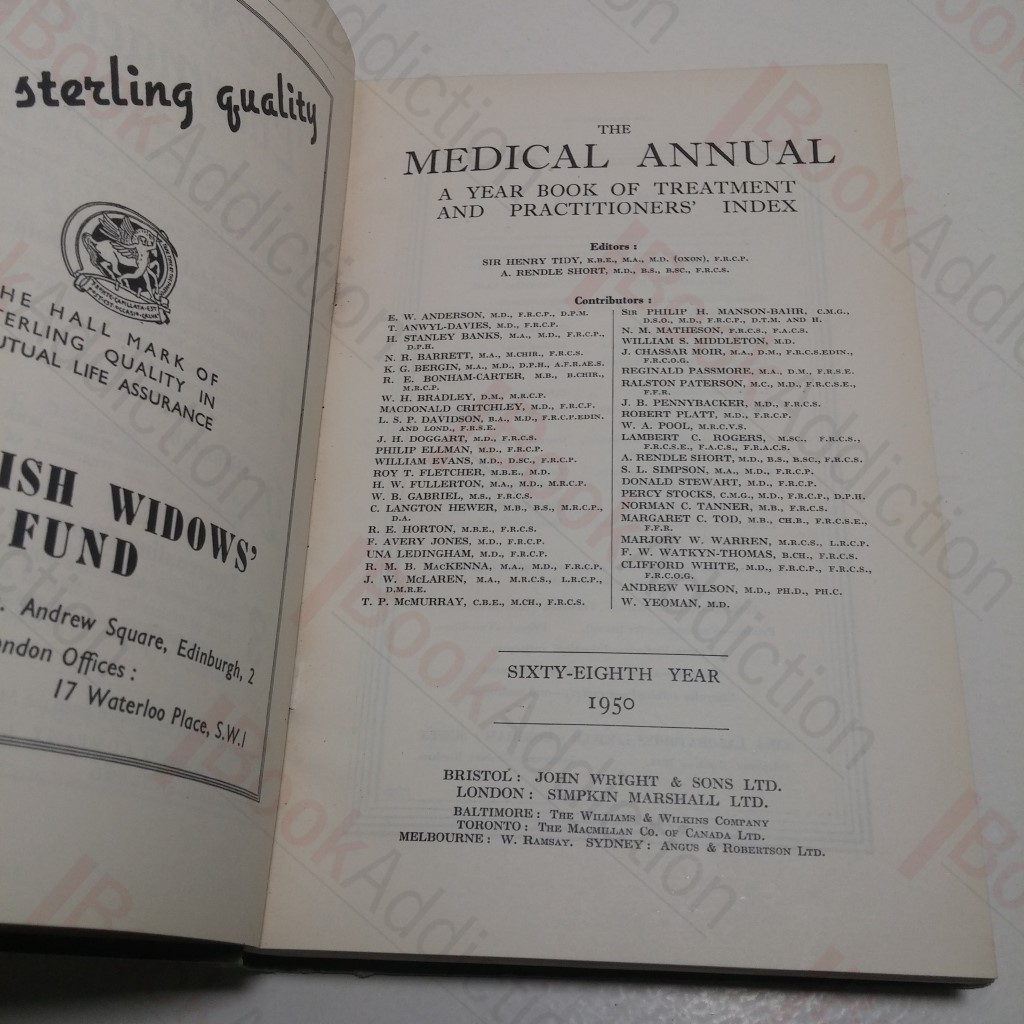 sterling quality
HE HALL MARK OF
TERLING QUALITY IN
UTUAL LIFE ASSURANCE
ISH WIDOWS'
FUND
Andrew Square, Edinburgh, 2
ondon Offices :
17 Waterloo Place, S.W.1
THE
MEDICAL ANNUAL
A YEAR BOOK OF TREATMENT
AND PRACTITIONERS' INDEX
Editors :
SIR HENRY TIDY, K.B.E., M.A., M.D. (OXON), F.R.C.P.
A. RENDLE SHORT, M.D., B.S., B.SC., F.R.C.S.
Contributors :
E. W. ANDERSON, M.D., F.R.C.P., D.P.M.
T. ANWYL-DAVIES, M.D., F.R.C.P.
H. STANLEY BANKS, M.A., M.D., F.R.C.P.,
D.P.H.
N. R. BARRETT, M.A., M.CHIR., F.R.C.S.
K. G. BERGIN, M.A., M.D., D.P.H., A.F.R.AE.S.
R. E. BONHAM-CARTER, M.B., B.CHIR.,
M.R.C.P.
W. H. BRADLEY, D.M., M.R.C.P.
MACDONALD CRITCHLEY, M.D., F.R.C.P.
L. S. P. DAVIDSON, B.A., M.D., F.R.C.P.EDIN.
AND LOND., F.R.S.E.
J. H. DOGGART, M.D., F.R.C.S.
PHILIP ELLMAN, M.D., F.R.C.P.
WILLIAM EVANS, M.D., D.SC., F.R.C.P.
ROY T. FLETCHER, M.B.E., M.D.
H. W. FULLERTON, M.A., M.D., M.R.C.P.
W. B. GABRIEL, M.S., F.R.C.S.
C. LANGTON HEWER, M.B., B.S., M.R.C.P.,
D.A.
R. E. HORTON, M.B.E., F.R.C.S.
F. AVERY JONES, M.D., F.R.C.P.
UNA LEDINGHAM, M.D., F.R.C.P.
R. M. B. MacKENNA, M.A., M.D., F.R.C.P.
J. W. McLAREN, M.A., M.R.C.S., L.R.C.P.,
D.M.R.E.
T. P. McMURRAY, C.B.E., M.CH., F.R.C.S.
SIR PHILIP H. MANSON-BAHR, C.M.G.,
D.S.O., M.D., F.R.C.P., D.T.M. AND H.
N. M. MATHESON, F.R.C.S., F.A.C.S.
WILLIAM S. MIDDLETON, M.D.
J. CHASSAR MOIR, M.A., D.M., F.R.C.S.EDIN.,
F.R.C.O.G.
REGINALD PASSMORE, M.A., D.M., F.R.S.E.
RALSTON PATERSON, M.C., M.D., F.R.C.S.E.,
F.F.R.
J. B. PENNYBACKER, M.D., F.R.C.S.
ROBERT PLATT, M.D., F.R.C.P.
W. A. POOL, M.R.C.V.S.
LAMBERT C. ROGERS, M.SC., F.R.C.S.,
F.R.C.S.E., F.A.C.S., F.R.A.C.S.
A. RENDLE SHORT, M.D., B.S., B.SC., F.R.C.S.
S. L. SIMPSON, M.A., M.D., F.R.C.P.
DONALD STEWART, M.D., F.R.C.P.
PERCY STOCKS, C.M.G., M.D., F.R.C.P., D.P.H.
NORMAN C. TANNER, M.B., F.R.C.S.
MARGARET C. TOD, M.B., CH.B., F.R.C.S.E.,
F.F.R.
MARJORY W. WARREN, M.R.C.S., L.R.C.P.
F. W. WATKYN-THOMAS, B.CH., F.R.C.S.
CLIFFORD WHITE, M.D., F.R.C.P., F.R.C.S.,
F.R.C.O.G.
ANDREW WILSON, M.D., PH.D., PH.C.
W. YEOMAN, M.D.
SIXTY-EIGHTH YEAR
1950
BRISTOL : JOHN WRIGHT & SONS LTD.
LONDON : SIMPKIN MARSHALL LTD.
BALTIMORE : THE WILLIAMS & WILKINS COMPANY
TORONTO : THE MACMILLAN CO. OF CANADA LTD.
MELBOURNE : W. RAMSAY. SYDNEY : ANGUS & ROBERTSON LTD.
BookAddiction